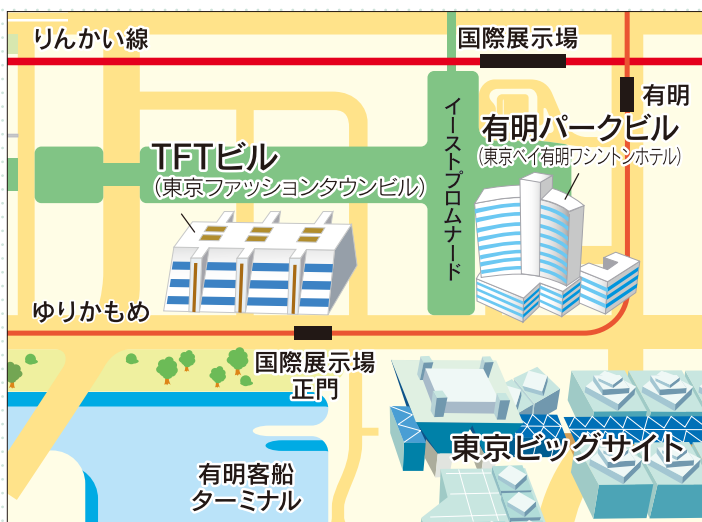 りんかい線
国際展示場
有明
有明パークビル
(東京ベイ有明ワシントンホテル)
TFTビル
(東京ファッションタウンビル)
イーストプロムナード
ゆりかもめ
国際展示場
正門
東京ビッグサイト
有明客船
ターミナル